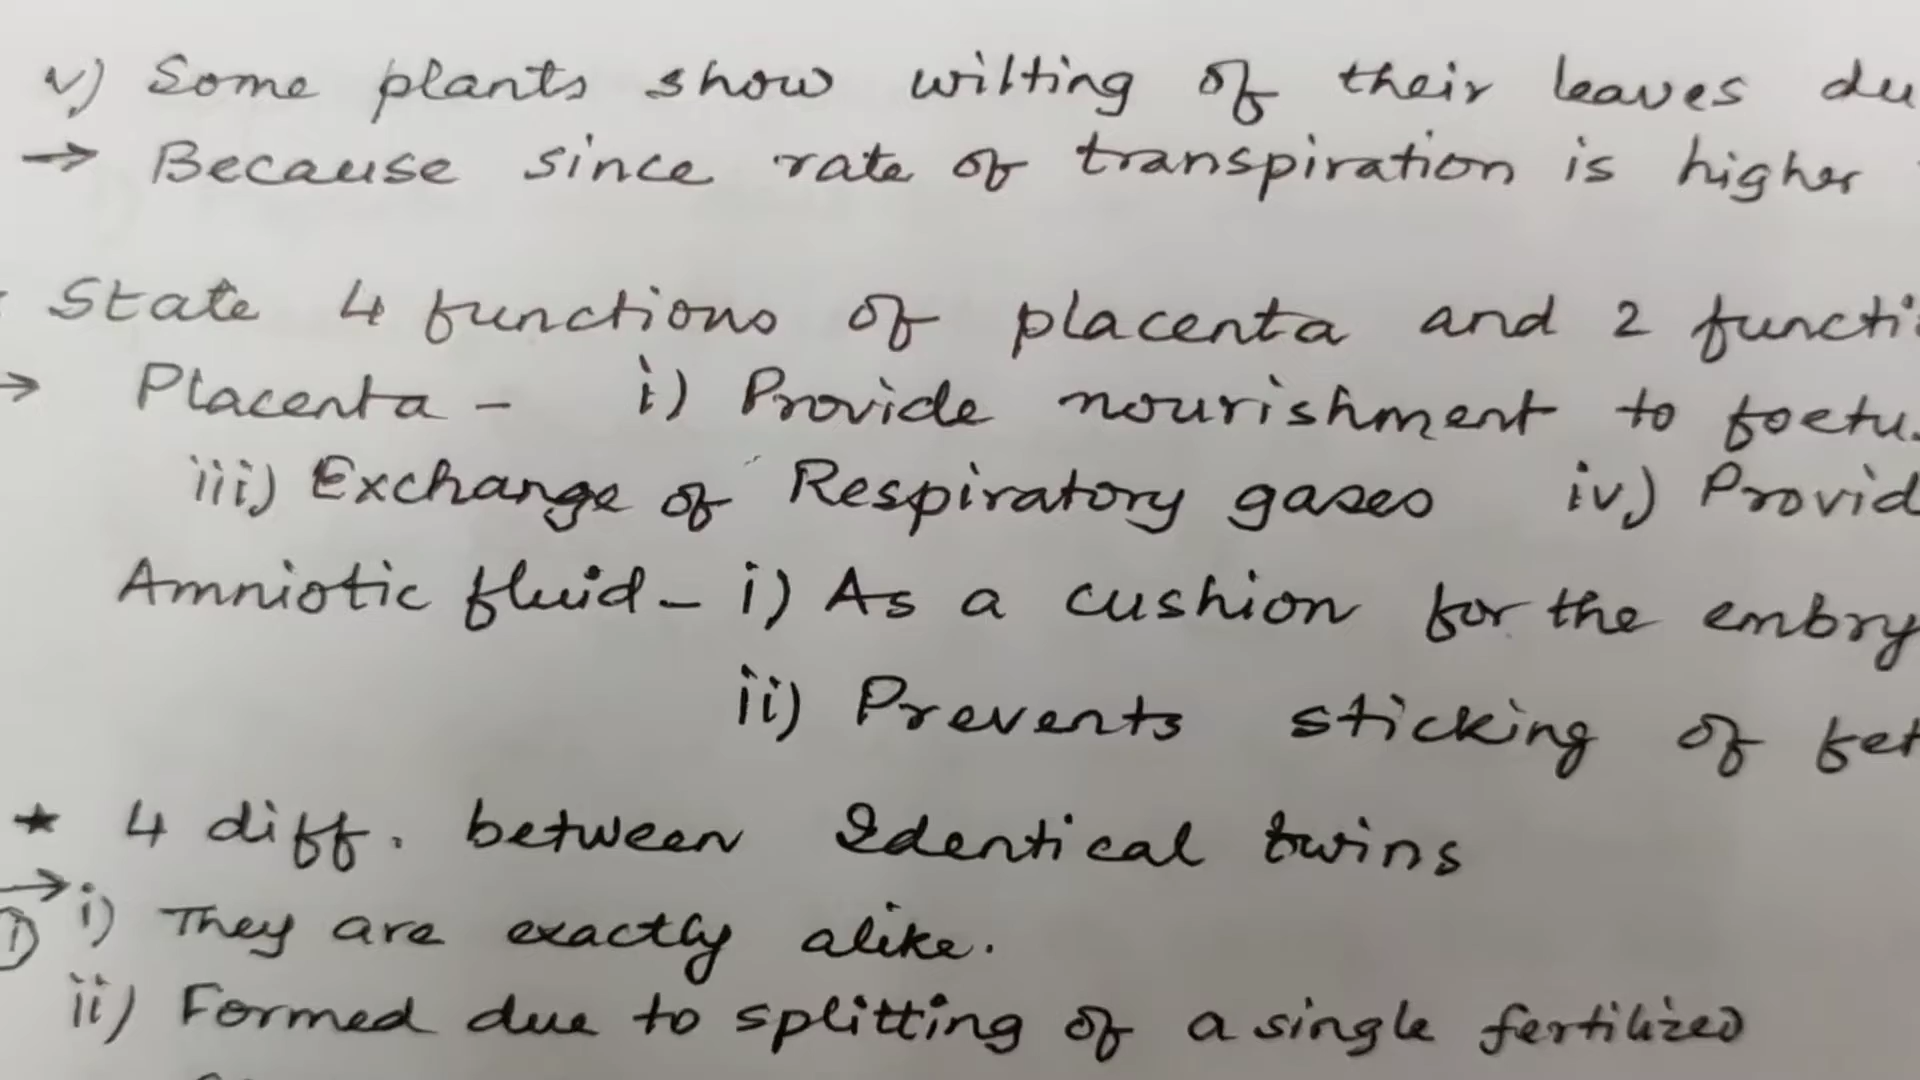 v) Some plants show wilting of their leaves du
→ Because since rate of transpiration is higher
State 4 functions of placenta and 2 functi
→ Placenta - i) Provide nourishment to foetu
iii) Exchange of Respiratory gases iv) Provid
Amniotic fluid - i) As a cushion for the embry
ii) Prevents sticking of fet
★ 4 diff. between Identical twins
→ i) They are exactly alike.
ii) Formed due to splitting of a single fertilized